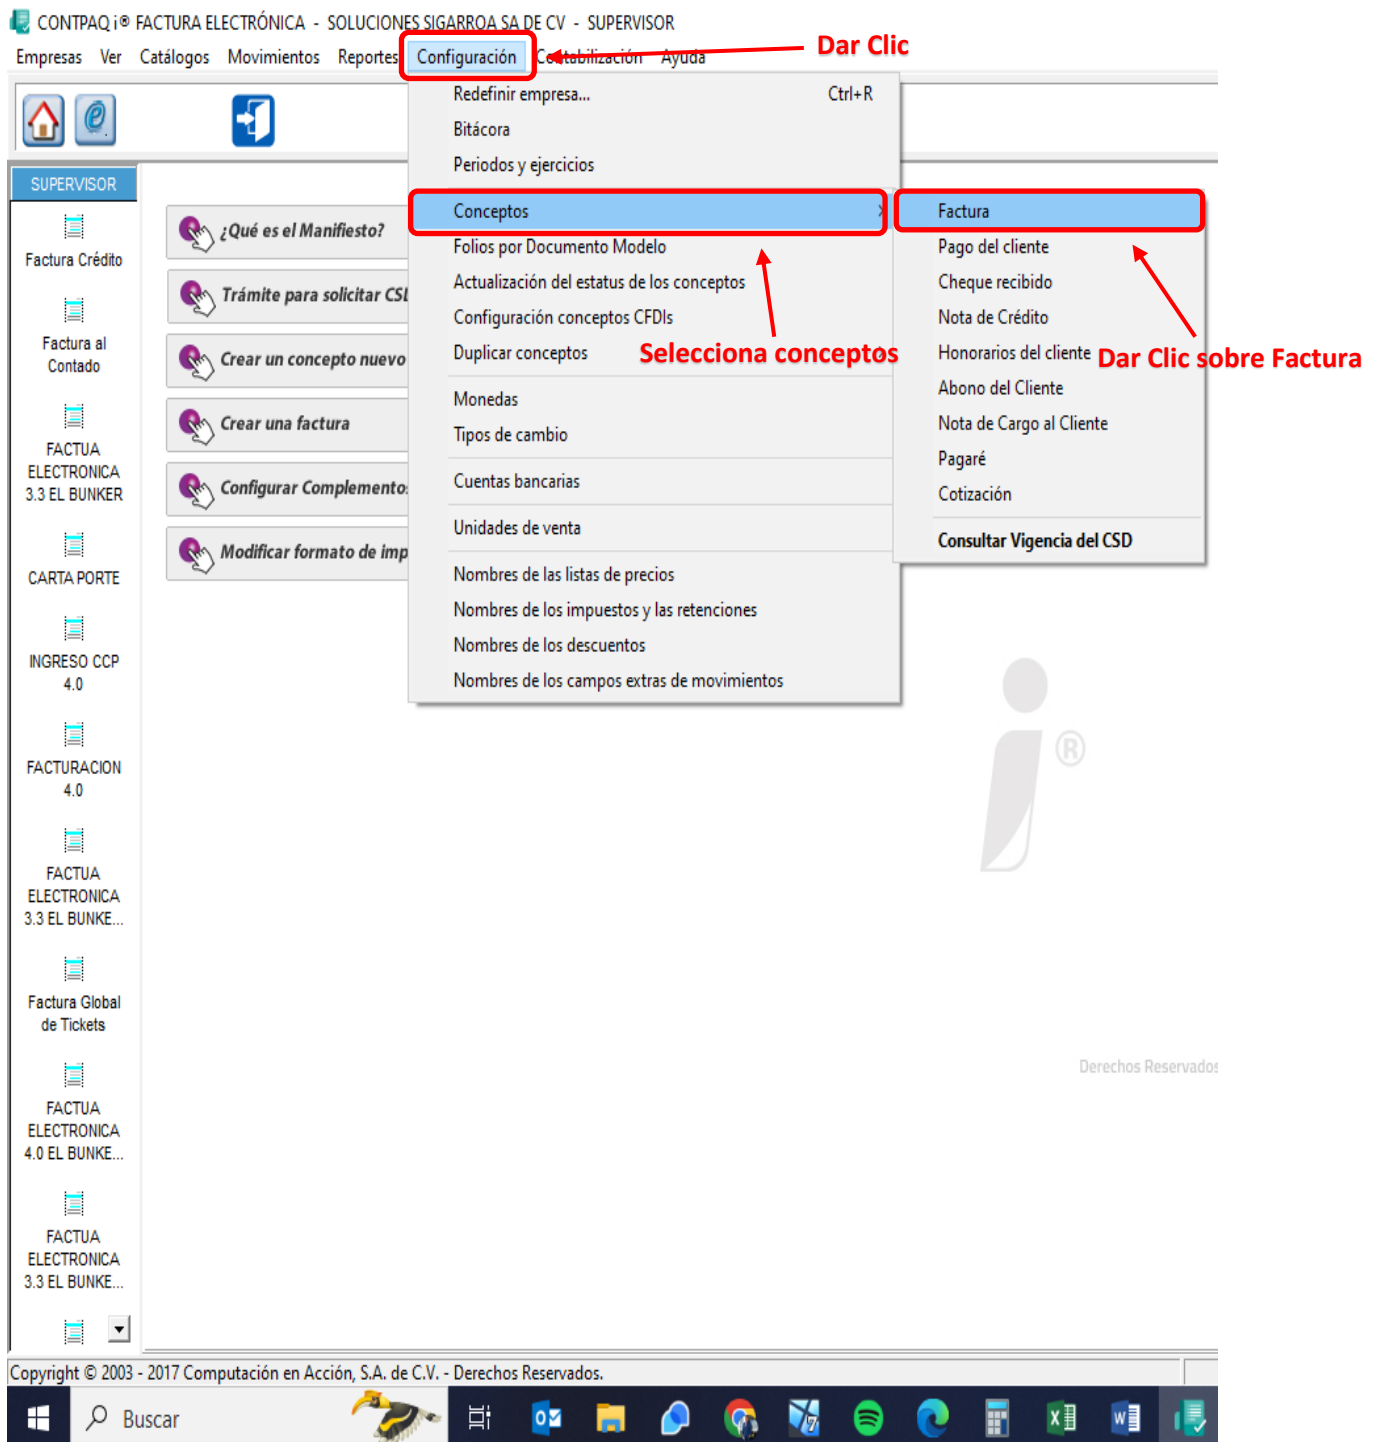 CONTPAQ i® FACTURA ELECTRÓNICA - SOLUCIONES SIGARROA SA DE CV - SUPERVISOR
Empresas Ver Catálogos Movimientos Reportes Configuración Contabilización Ayuda
Dar Clic
Redefinir empresa... Ctrl+R
Bitácora
Periodos y ejercicios
Conceptos
Folios por Documento Modelo
Actualización del estatus de los conceptos
Configuración conceptos CFDIs
Duplicar conceptos
Selecciona conceptos
Monedas
Tipos de cambio
Cuentas bancarias
Unidades de venta
Nombres de las listas de precios
Nombres de los impuestos y las retenciones
Nombres de los descuentos
Nombres de los campos extras de movimientos
Factura
Pago del cliente
Cheque recibido
Nota de Crédito
Honorarios del cliente
Dar Clic sobre Factura
Abono del Cliente
Nota de Cargo al Cliente
Pagaré
Cotización
Consultar Vigencia del CSD
SUPERVISOR
Factura Crédito
Factura al
Contado
FACTUA
ELECTRONICA
3.3 EL BUNKER
CARTA PORTE
INGRESO CCP
4.0
FACTURACION
4.0
FACTUA
ELECTRONICA
3.3 EL BUNKE...
Factura Global
de Tickets
FACTUA
ELECTRONICA
4.0 EL BUNKE...
FACTUA
ELECTRONICA
3.3 EL BUNKE...
¿Qué es el Manifiesto?
Trámite para solicitar CSD
Crear un concepto nuevo
Crear una factura
Configurar Complemento
Modificar formato de imp
i®
Derechos Reservados
Copyright © 2003 - 2017 Computación en Acción, S.A. de C.V. - Derechos Reservados.
Buscar